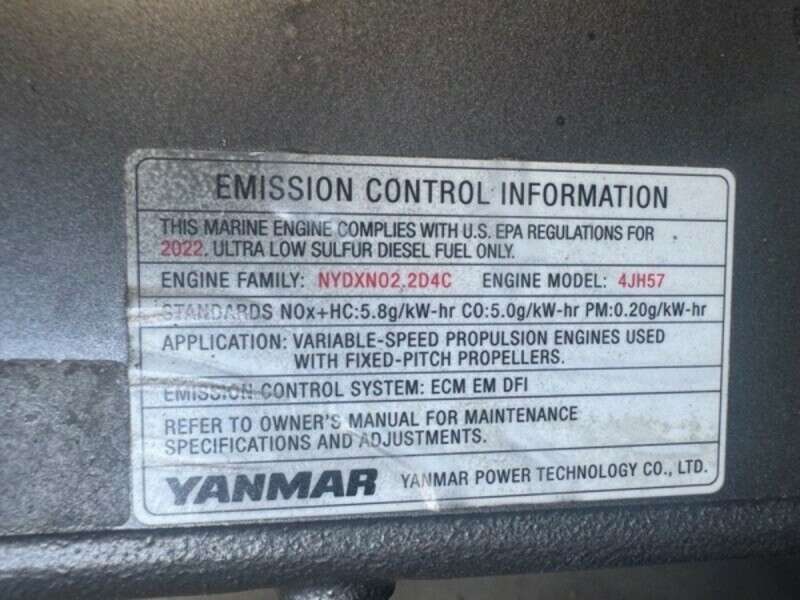 EMISSION CONTROL INFORMATION
THIS MARINE ENGINE COMPLIES WITH U.S. EPA REGULATIONS FOR
2022. ULTRA LOW SULFUR DIESEL FUEL ONLY.
ENGINE FAMILY: NYDXN02.2D4C ENGINE MODEL: 4JH57
STANDARDS NOx+HC:5.8g/kW-hr CO:5.0g/kW-hr PM:0.20g/kW-hr
APPLICATION: VARIABLE-SPEED PROPULSION ENGINES USED
WITH FIXED-PITCH PROPELLERS.
EMISSION CONTROL SYSTEM: ECM EM DFI
REFER TO OWNER'S MANUAL FOR MAINTENANCE
SPECIFICATIONS AND ADJUSTMENTS.
YANMAR YANMAR POWER TECHNOLOGY CO., LTD.